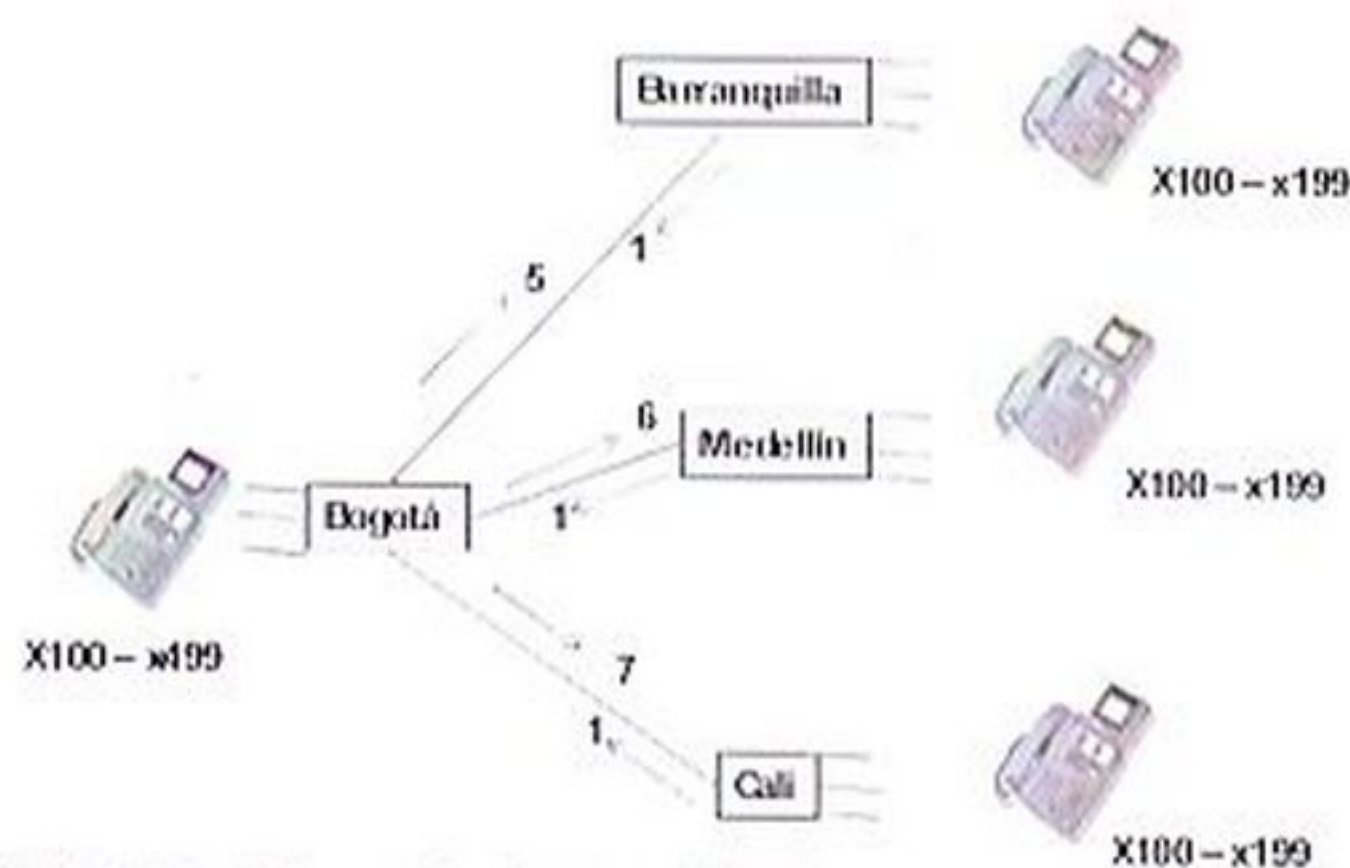 Barranquilla
X100 – x199
1
5
6
Medellín
X100 – x199
1
Bogotá
X100 – x199
7
1
Cali
X100 – x199